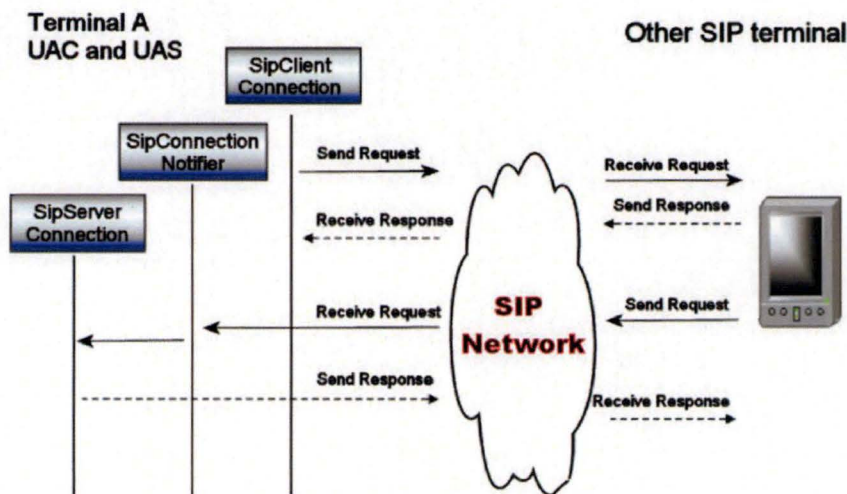 Terminal A
UAC and UAS
Other SIP terminal
SipClient
Connection
SipConnection
Notifier
SipServer
Connection
Send Request
Receive Request
Receive Response
Send Response
SIP
Network
Receive Request
Send Request
Send Response
Receive Response